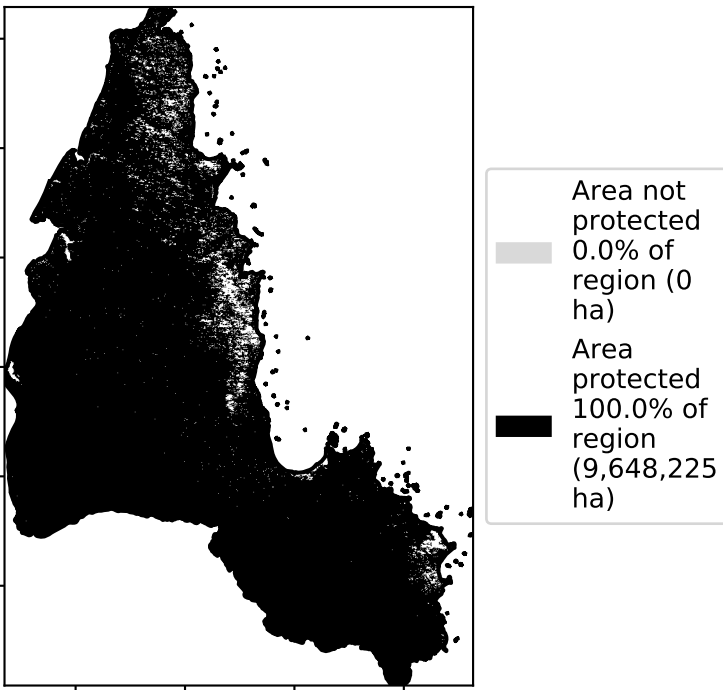 Area not
protected
0.0% of
region (0
ha)
Area
protected
100.0% of
region
(9,648,225
ha)